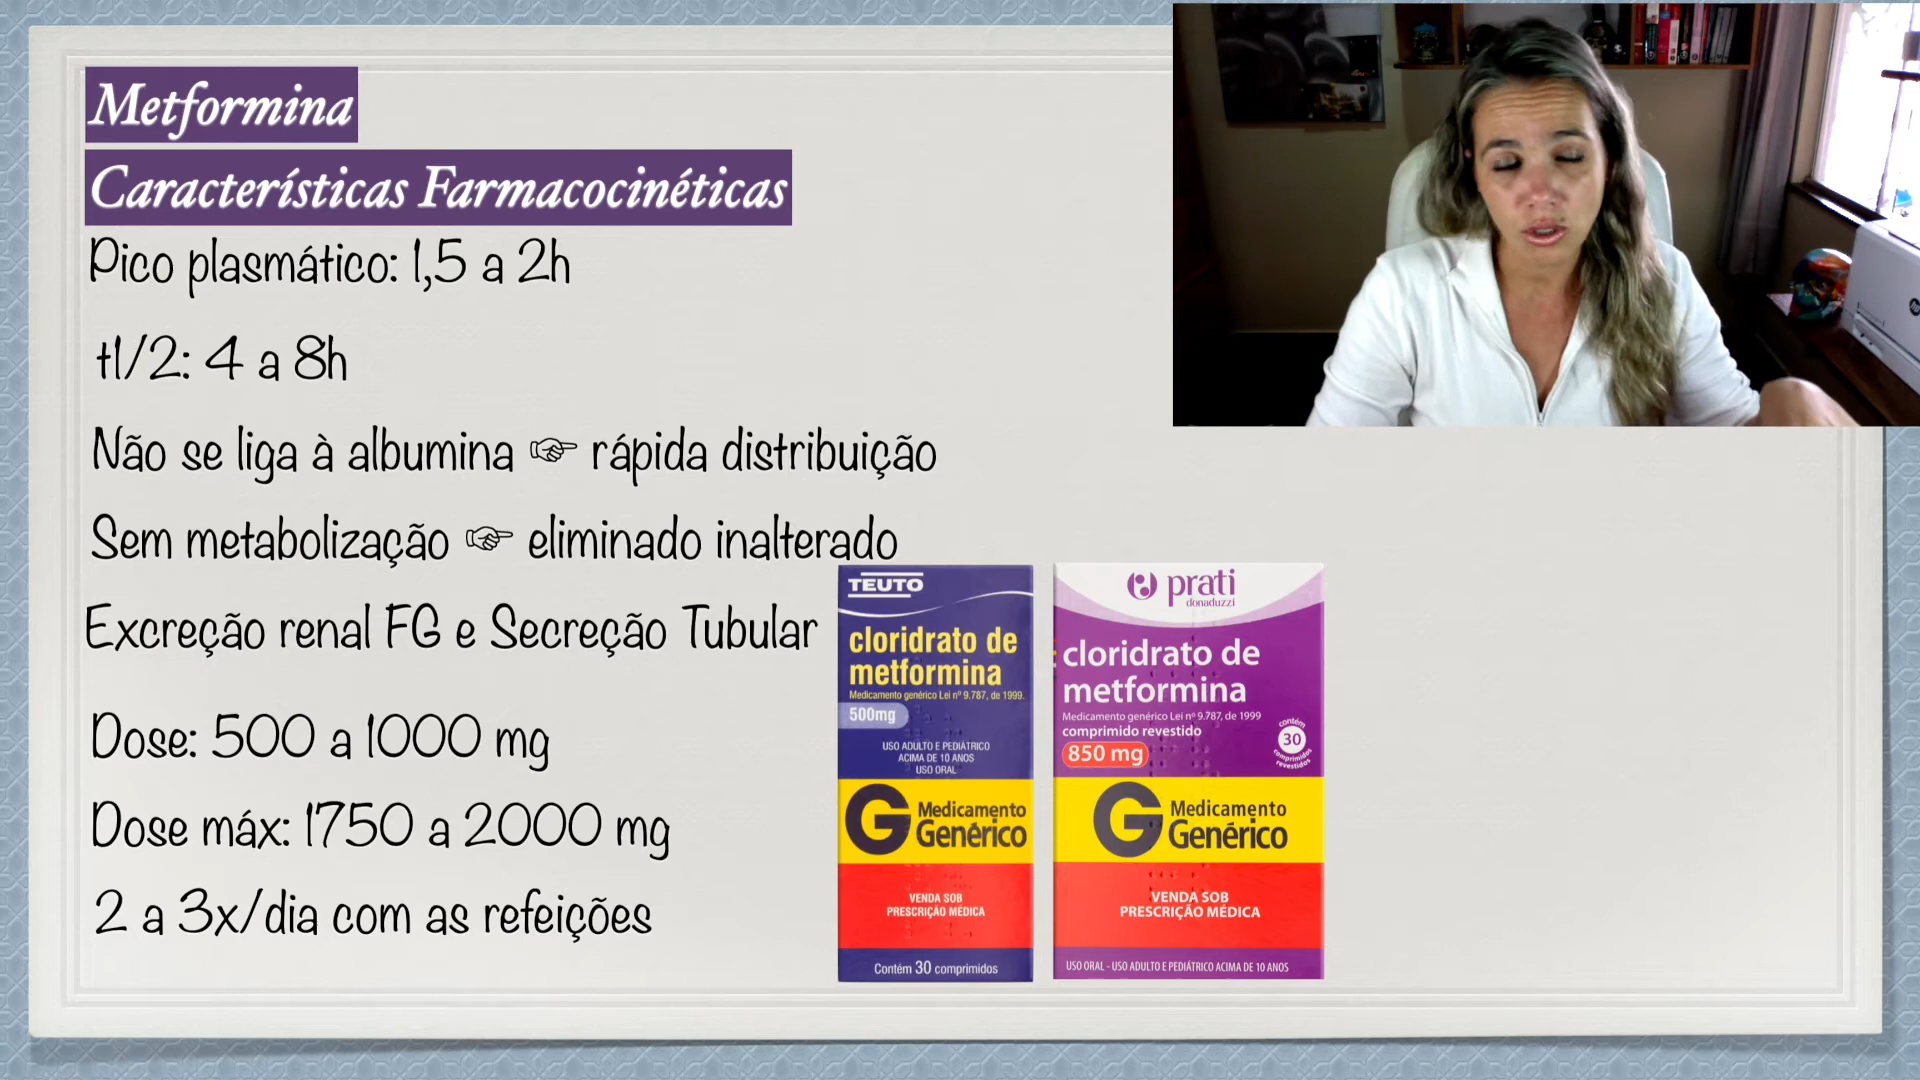 Metformina
Características Farmacocinéticas
Pico plasmático: 1,5 a 2h
t1/2: 4 a 8h
Não se liga à albumina ☞ rápida distribuição
Sem metabolização ☞ eliminado inalterado
Excreção renal FG e Secreção Tubular
Dose: 500 a 1000 mg
Dose máx: 1750 a 2000 mg
2 a 3x/dia com as refeições
TEUTO
cloridrato de
metformina
Medicamento genérico Lei nº 9.787, de 1999.
500mg
USO ADULTO E PEDIÁTRICO
ACIMA DE 10 ANOS
USO ORAL
G Medicamento
Genérico
VENDA SOB
PRESCRIÇÃO MÉDICA
Contém 30 comprimidos
prati
donaduzzi
cloridrato de
metformina
Medicamento genérico Lei nº 9.787, de 1999
comprimido revestido
850 mg
contém
30
comprimidos
revestidos
G Medicamento
Genérico
VENDA SOB
PRESCRIÇÃO MÉDICA
USO ORAL - USO ADULTO E PEDIÁTRICO ACIMA DE 10 ANOS
hp